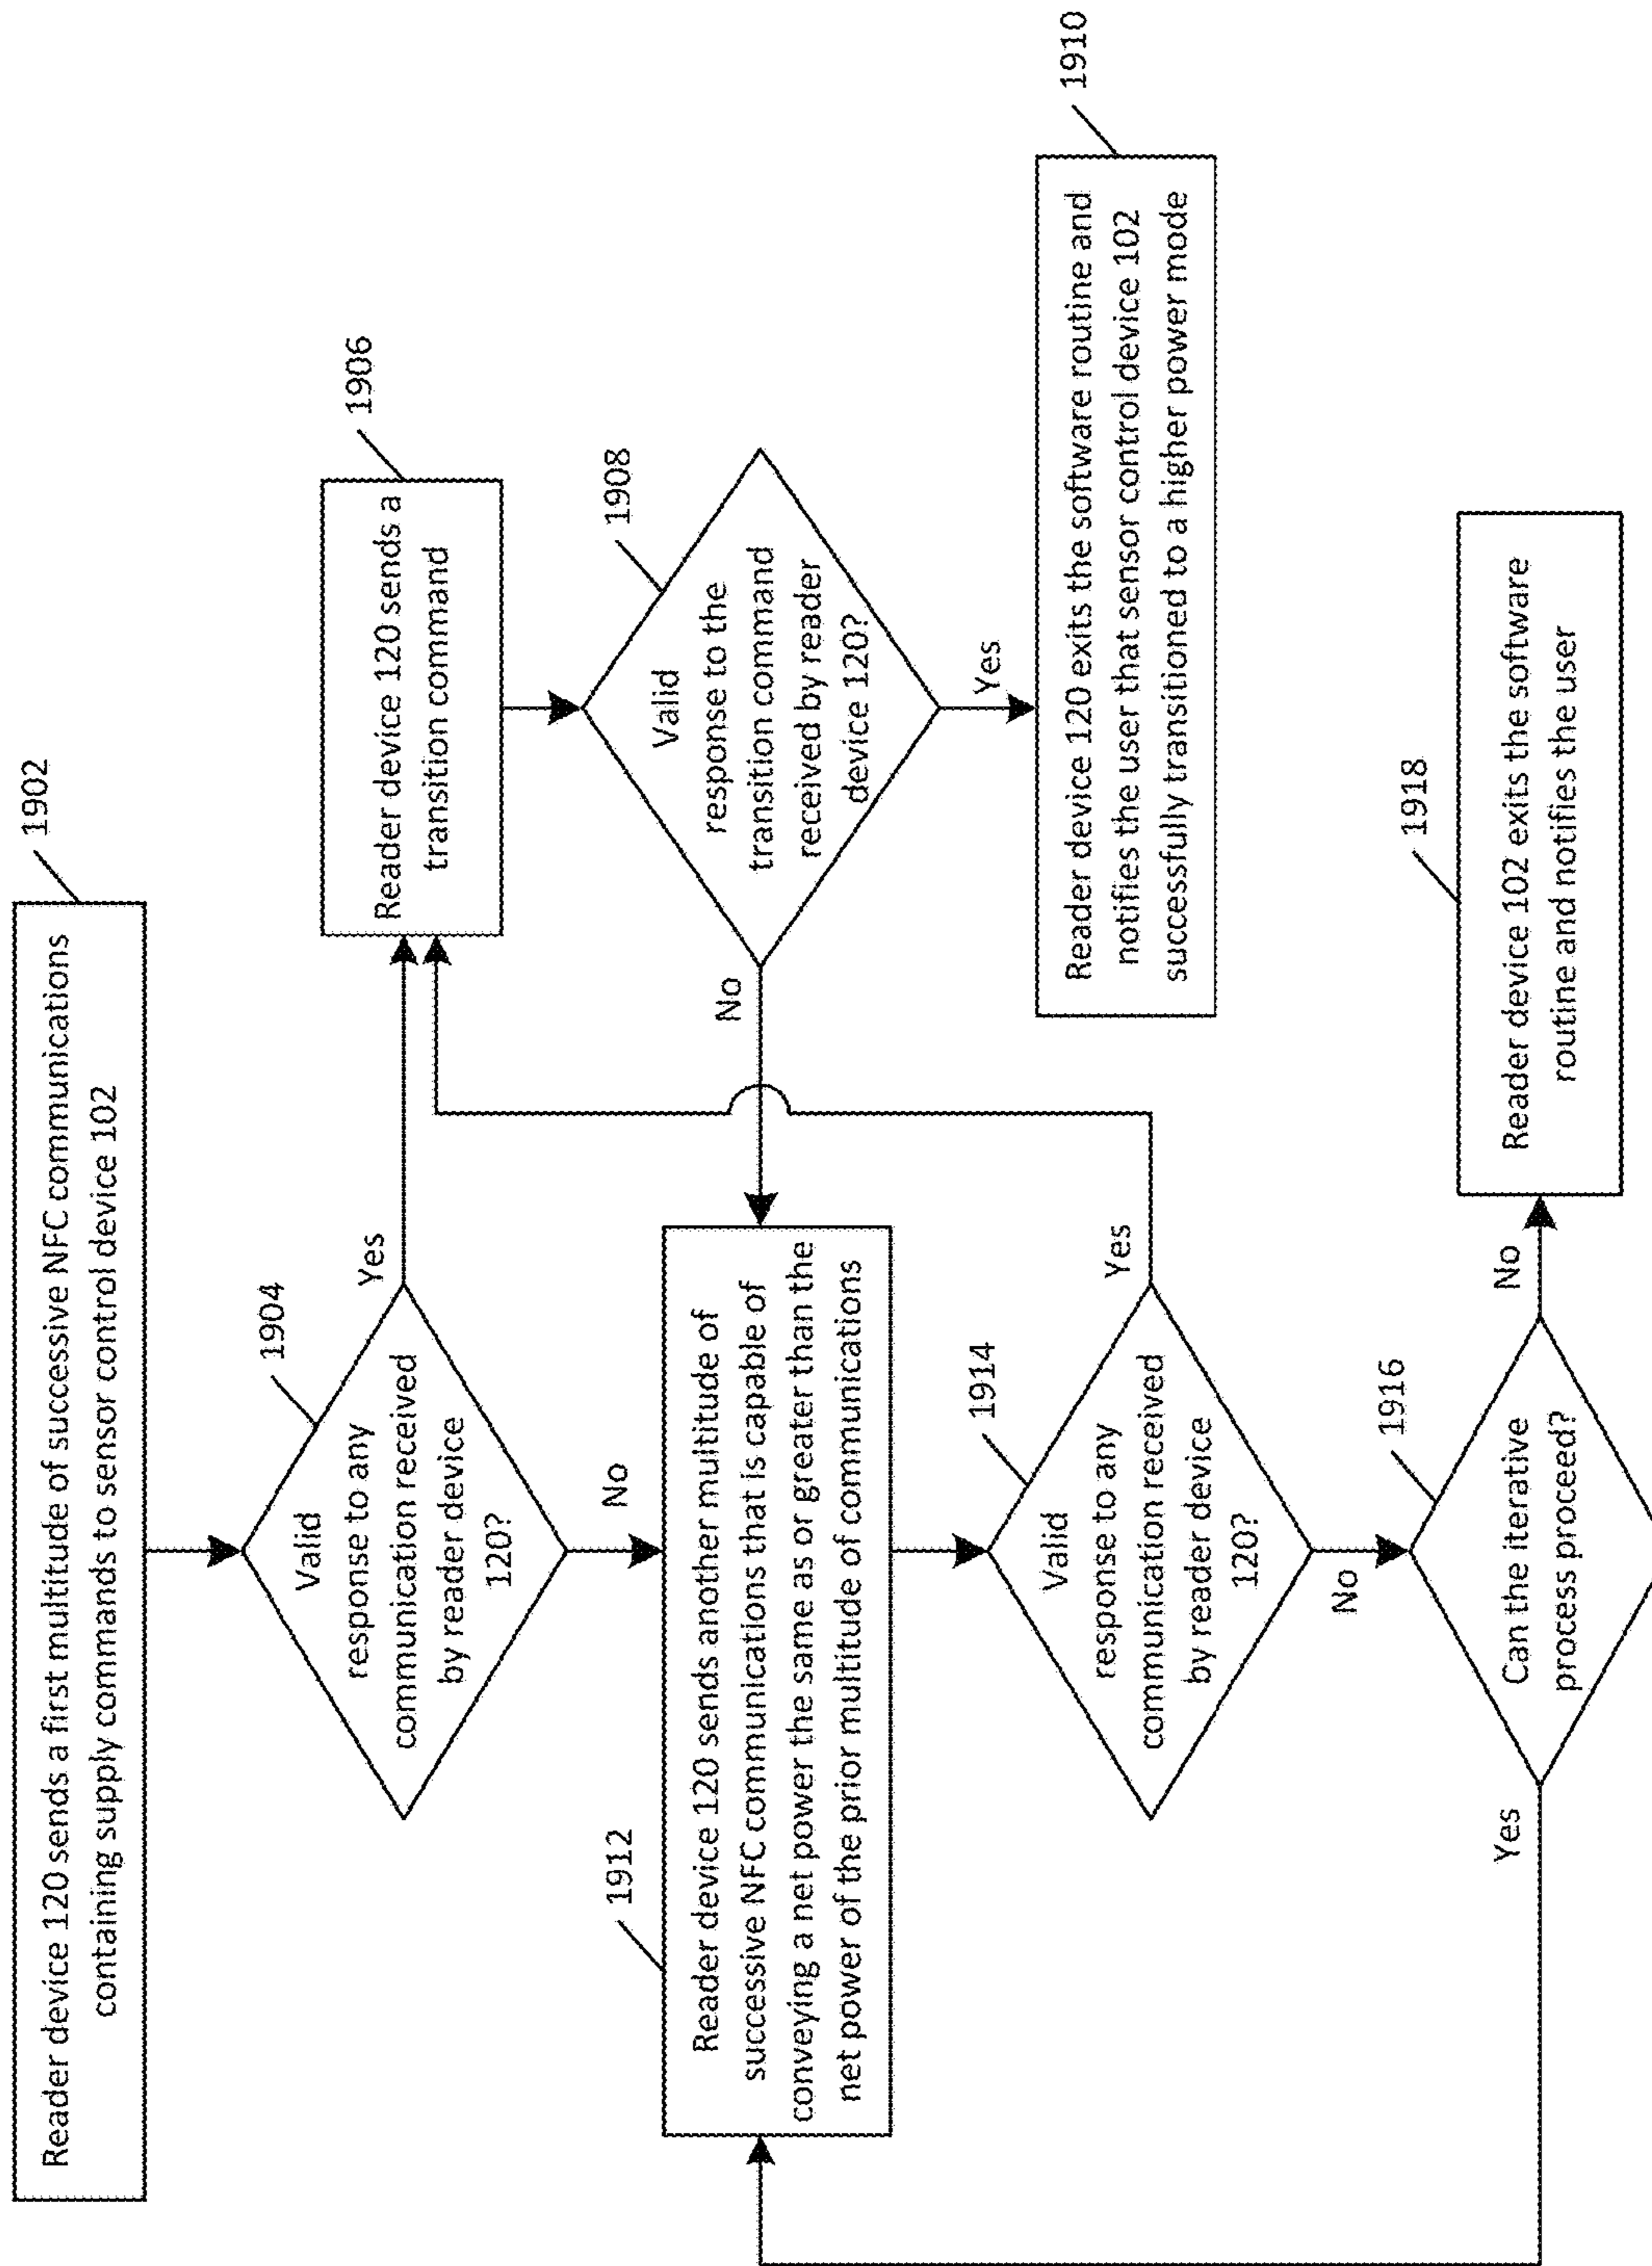 1902
Reader device 120 sends a first multitude of successive NFC communications
containing supply commands to sensor control device 102
1904
Valid
response to any
communication received
by reader device
120?
Yes
No
1906
Reader device 120 sends a
transition command
1908
Valid
response to the
transition command
received by reader
device 120?
No
Yes
1910
Reader device 120 exits the software routine and
notifies the user that sensor control device 102
successfully transitioned to a higher power mode
1912
Reader device 120 sends another multitude of
successive NFC communications that is capable of
conveying a net power the same as or greater than the
net power of the prior multitude of communications
1914
Valid
response to any
communication received
by reader device
120?
Yes
No
1916
Can the iterative
process proceed?
Yes
No
1918
Reader device 102 exits the software
routine and notifies the user